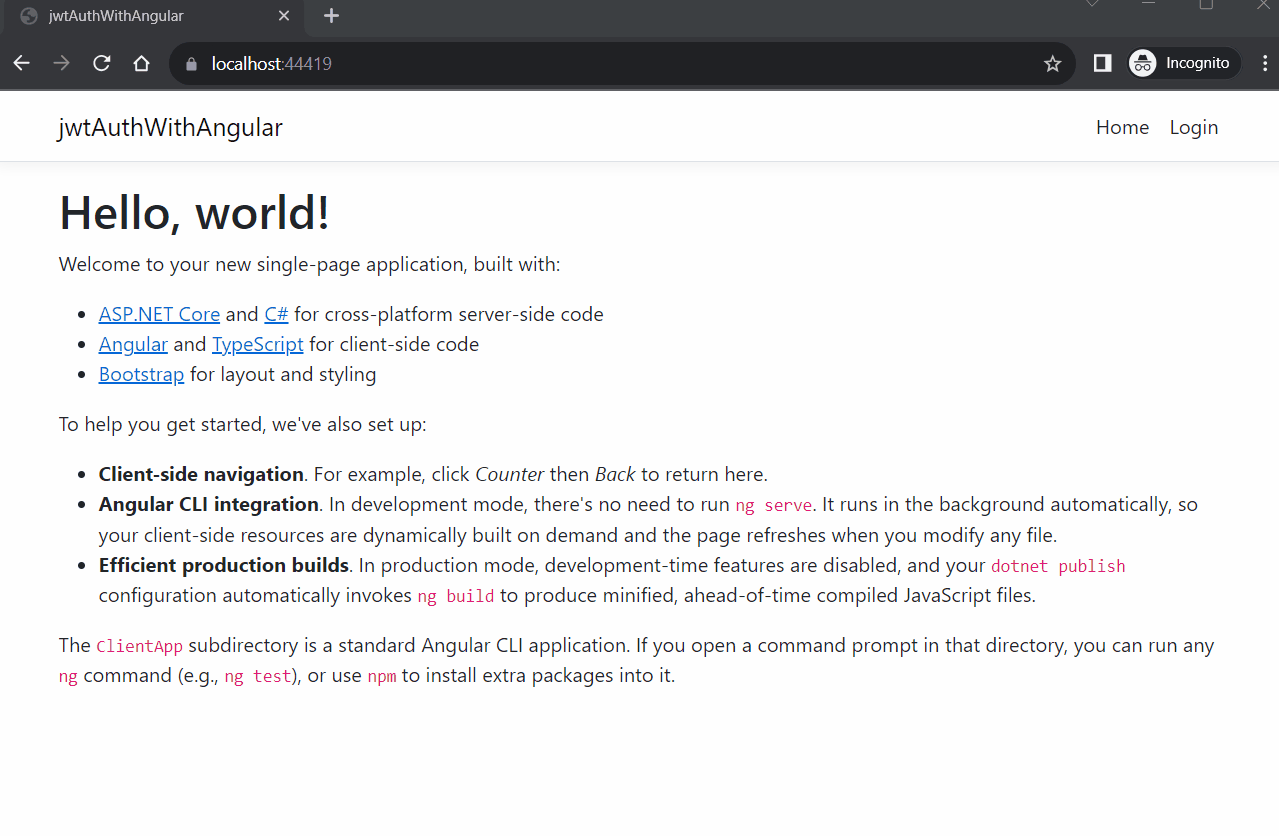 jwtAuthWithAngular
localhost:44419
Incognito
jwtAuthWithAngular
Home
Login
Hello, world!
Welcome to your new single-page application, built with:
ASP.NET Core and C# for cross-platform server-side code
Angular and TypeScript for client-side code
Bootstrap for layout and styling
To help you get started, we've also set up:
Client-side navigation. For example, click Counter then Back to return here.
Angular CLI integration. In development mode, there's no need to run ng serve. It runs in the background automatically, so
your client-side resources are dynamically built on demand and the page refreshes when you modify any file.
Efficient production builds. In production mode, development-time features are disabled, and your dotnet publish
configuration automatically invokes ng build to produce minified, ahead-of-time compiled JavaScript files.
The ClientApp subdirectory is a standard Angular CLI application. If you open a command prompt in that directory, you can run any
ng command (e.g., ng test), or use npm to install extra packages into it.